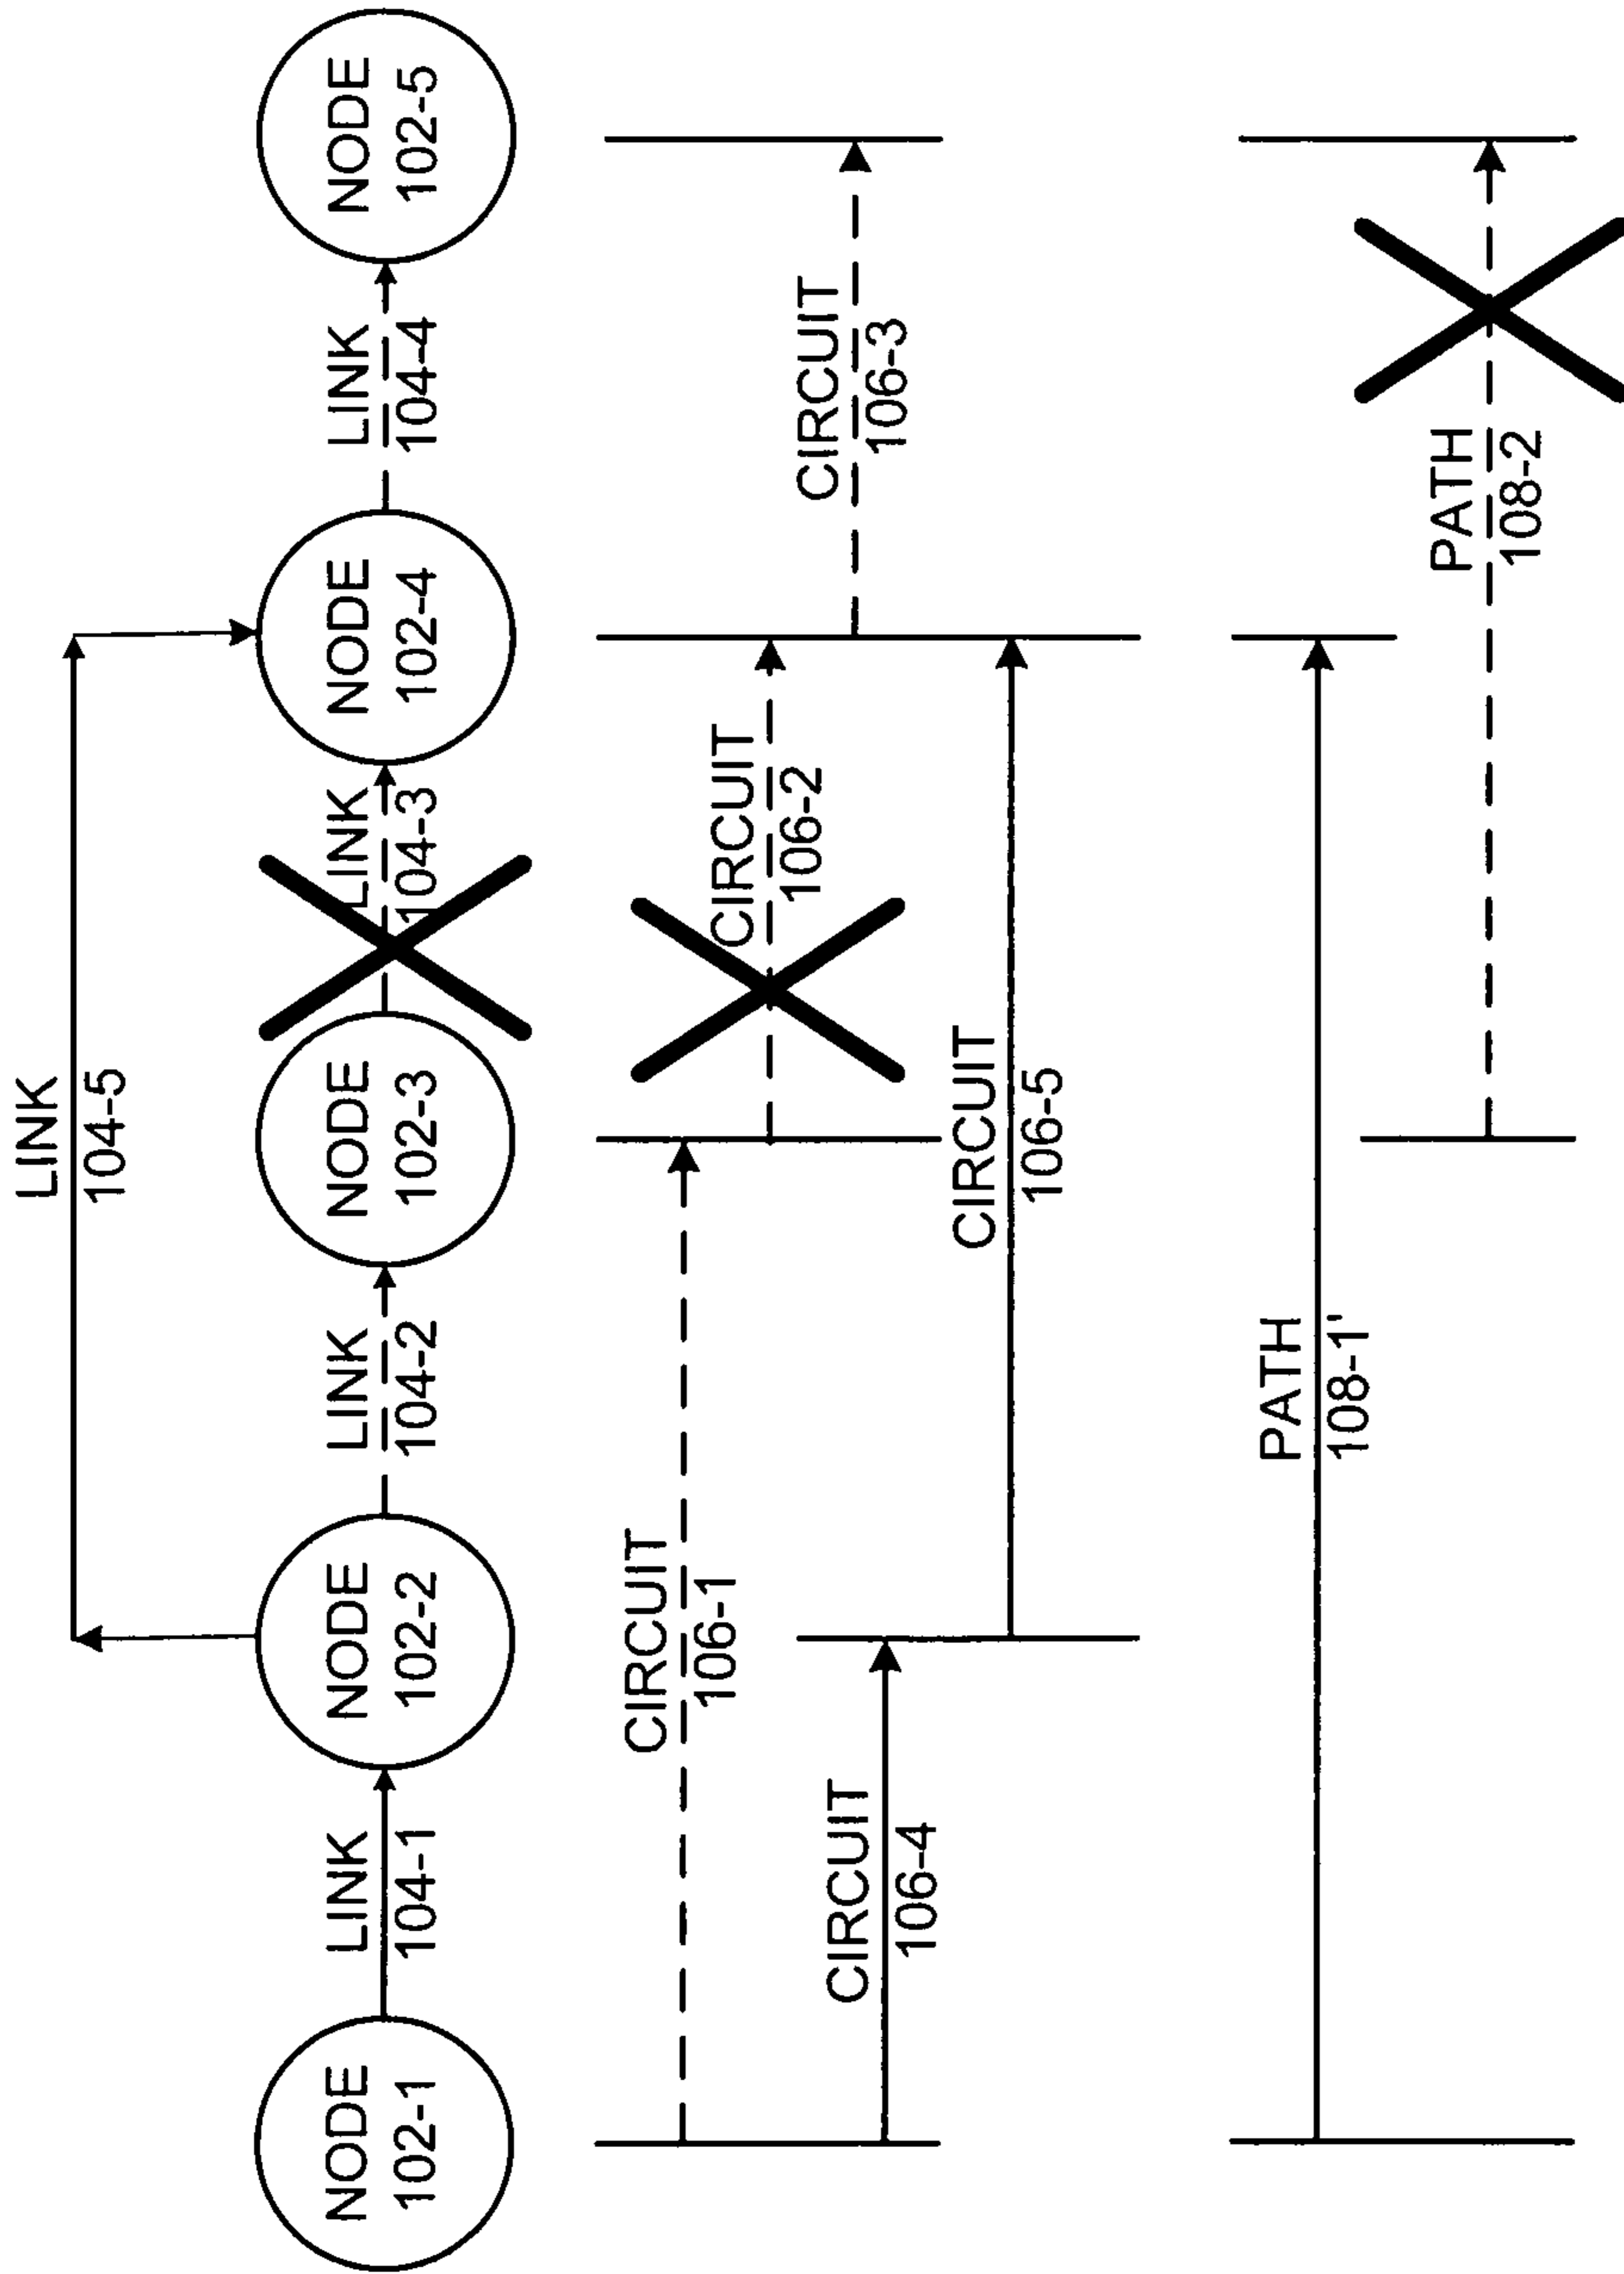 LINK
104-5
NODE
102-1
LINK
104-1
NODE
102-2
LINK
104-2
NODE
102-3
LINK
104-3
NODE
102-4
LINK
104-4
NODE
102-5
CIRCUIT
106-1
CIRCUIT
106-2
CIRCUIT
106-3
CIRCUIT
106-4
CIRCUIT
106-5
PATH
108-1'
PATH
108-2